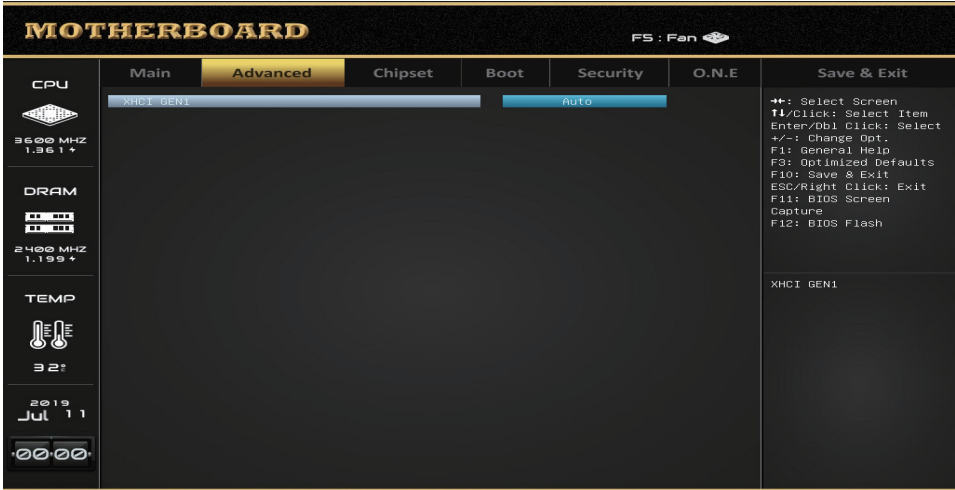 MOTHERBOARD
F5 : Fan
Main Advanced Chipset Boot Security O.N.E Save & Exit
CPU
3600 MHZ
1.361
DRAM
2400 MHZ
1.199
TEMP
32°
2019
Jul 11
00:00
XHCI GEN1 Auto
→←: Select Screen
↑↓/Click: Select Item
Enter/Dbl Click: Select
+/-: Change Opt.
F1: General Help
F3: Optimized Defaults
F10: Save & Exit
ESC/Right Click: Exit
F11: BIOS Screen
Capture
F12: BIOS Flash
XHCI GEN1